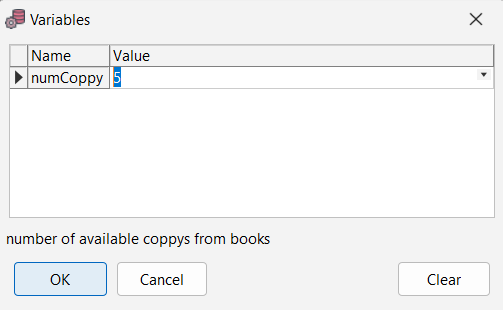 Variables
Name Value
numCoppy 5
number of available coppys from books
OK Cancel Clear